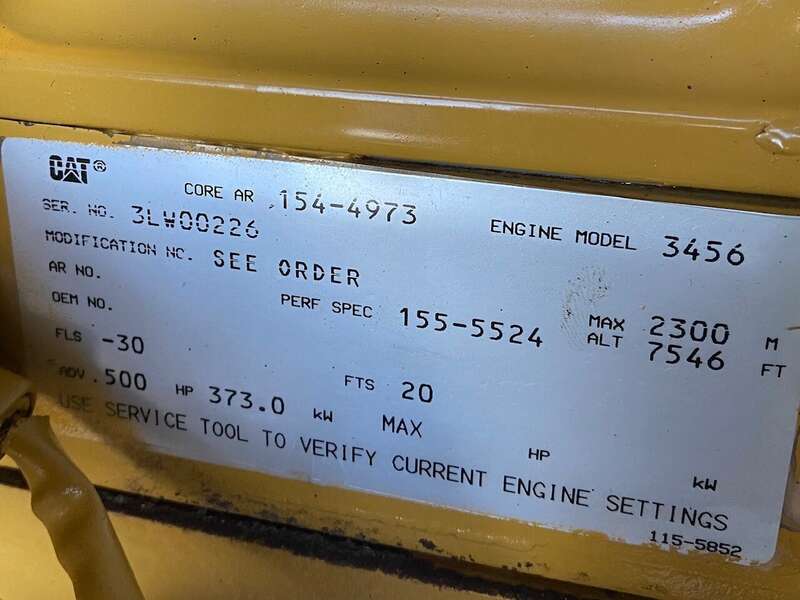 CAT®
CORE AR 154-4973
SER. NO. 3LW00226 ENGINE MODEL 3456
MODIFICATION NO. SEE ORDER
AR NO.
OEM NO. PERF SPEC 155-5524 MAX ALT 2300 M 7546 FT
FLS -30 FTS 20
ADV .500 HP 373.0 kW MAX HP kW
USE SERVICE TOOL TO VERIFY CURRENT ENGINE SETTINGS
115-5852